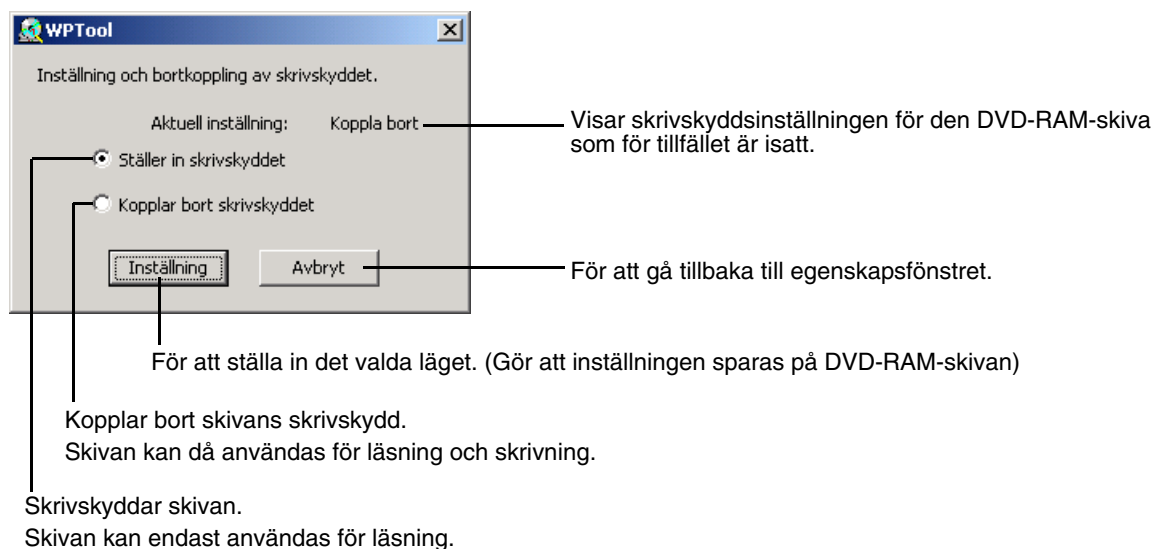 WPTool
Inställning och bortkoppling av skrivskyddet.
Aktuell inställning: Koppla bort
Ställer in skrivskyddet
Kopplar bort skrivskyddet
Inställning Avbryt
Visar skrivskyddsinställningen för den DVD-RAM-skiva
som för tillfället är isatt.
För att gå tillbaka till egenskapsfönstret.
För att ställa in det valda läget. (Gör att inställningen sparas på DVD-RAM-skivan)
Kopplar bort skivans skrivskydd.
Skivan kan då användas för läsning och skrivning.
Skrivskyddar skivan.
Skivan kan endast användas för läsning.